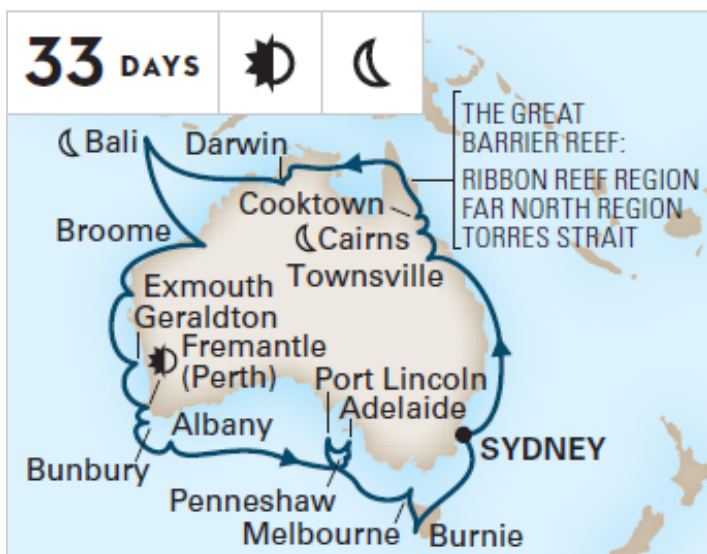 33 DAYS
THE GREAT
BARRIER REEF:
RIBBON REEF REGION
FAR NORTH REGION
TORRES STRAIT
Bali
Darwin
Cooktown
Cairns
Townsville
Broome
Exmouth
Geraldton
Fremantle
(Perth)
Port Lincoln
Adelaide
Albany
SYDNEY
Bunbury
Penneshaw
Melbourne
Burnie